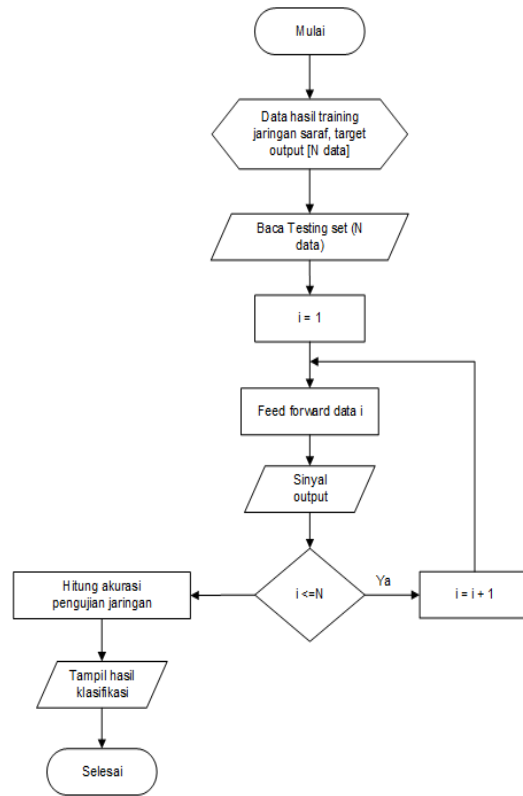 Mulai
Data hasil training
jaringan saraf, target
output [N data]
Baca Testing set (N
data)
i = 1
Feed forward data i
Sinyal
output
i <=N
Ya
i = i + 1
Hitung akurasi
pengujian jaringan
Tampil hasil
klasifikasi
Selesai